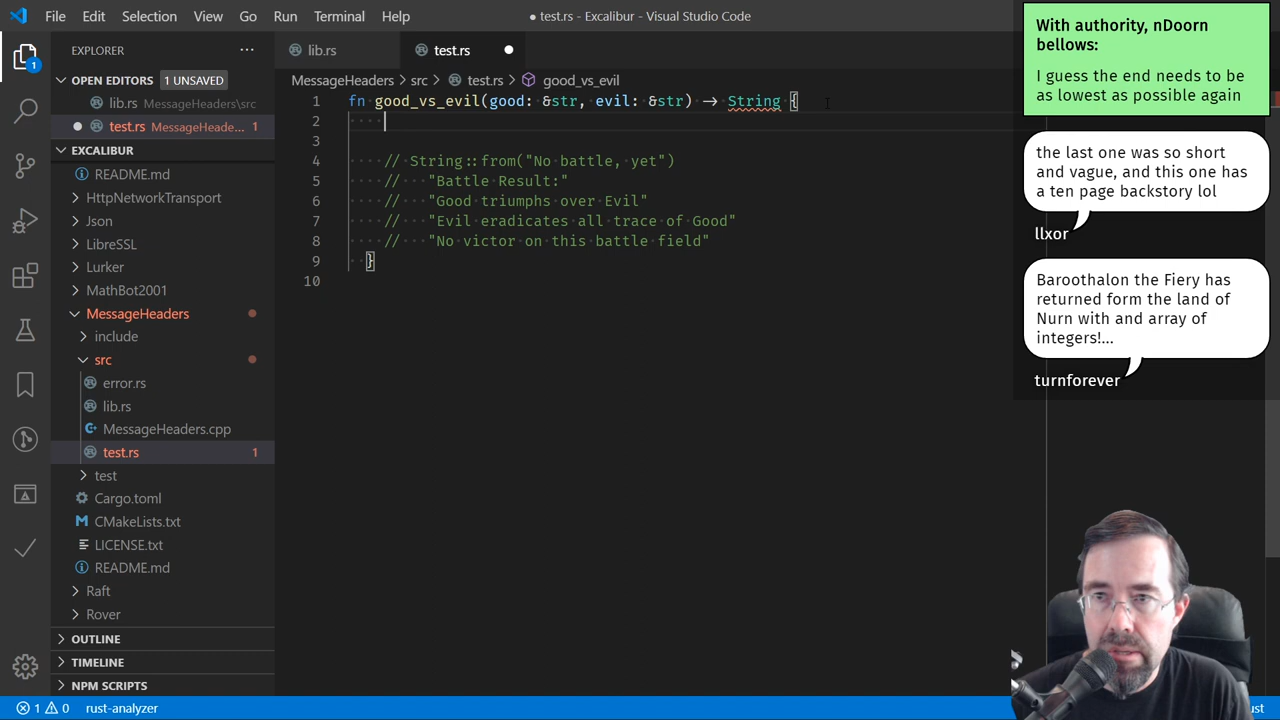 File Edit Selection View Go Run Terminal Help
● test.rs - Excalibur - Visual Studio Code
EXPLORER ···
1
OPEN EDITORS 1 UNSAVED
lib.rs MessageHeaders\src
● test.rs MessageHeade... 1
EXCALIBUR
README.md
HttpNetworkTransport
Json
LibreSSL
Lurker
MathBot2001
MessageHeaders
include
src
error.rs
lib.rs
MessageHeaders.cpp
test.rs 1
test
Cargo.toml
CMakeLists.txt
LICENSE.txt
README.md
Raft
Rover
OUTLINE
TIMELINE
NPM SCRIPTS
lib.rs test.rs ●
MessageHeaders > src > test.rs > good_vs_evil
1 fn good_vs_evil(good: &str, evil: &str) → String {
2
3
4 // String::from("No battle, yet")
5 // "Battle Result:"
6 // "Good triumphs over Evil"
7 // "Evil eradicates all trace of Good"
8 // "No victor on this battle field"
9 }
10
With authority, nDoorn
bellows:
I guess the end needs to be
as lowest as possible again
the last one was so short
and vague, and this one has
a ten page backstory lol
llxor
Baroothalon the Fiery has
returned form the land of
Nurn with and array of
integers!...
turnforever
1 0 rust-analyzer
ust